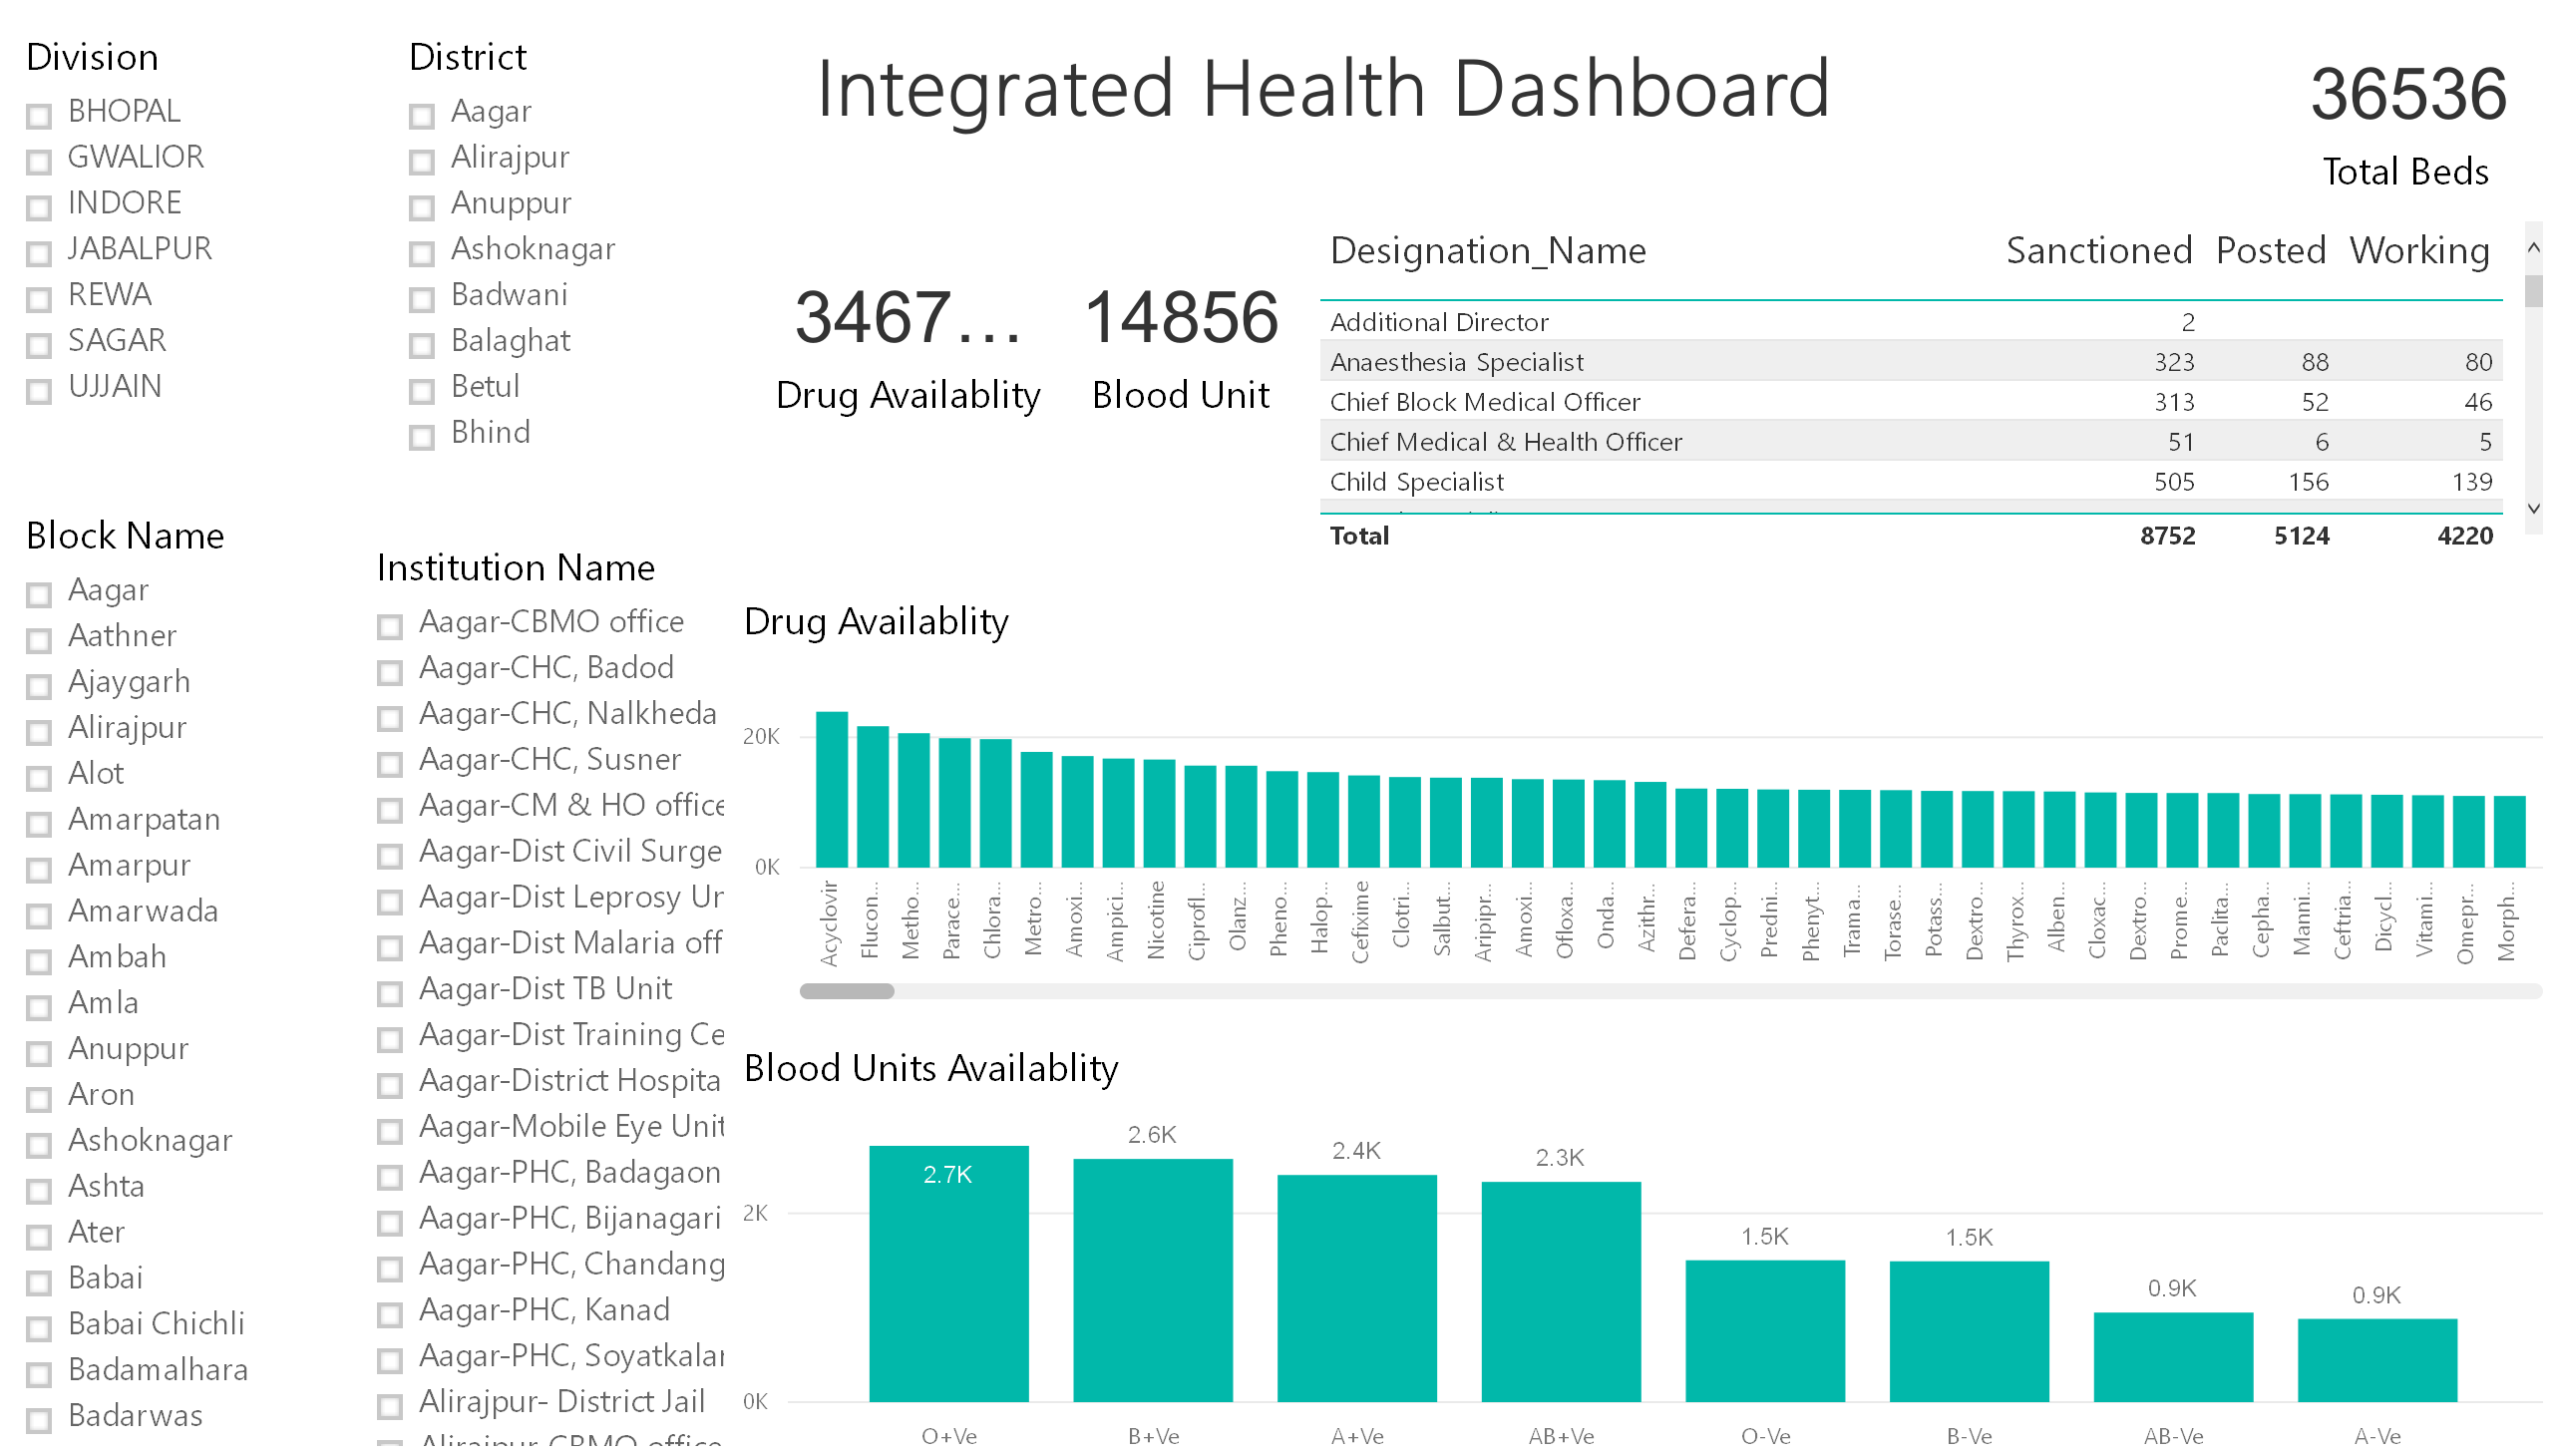 Division
BHOPAL
GWALIOR
INDORE
JABALPUR
REWA
SAGAR
UJJAIN
District
Aagar
Alirajpur
Anuppur
Ashoknagar
Badwani
Balaghat
Betul
Bhind
Integrated Health Dashboard
36536
Total Beds
3467...
Drug Availablity
14856
Blood Unit
Designation_Name Sanctioned Posted Working
Additional Director 2
Anaesthesia Specialist 323 88 80
Chief Block Medical Officer 313 52 46
Chief Medical & Health Officer 51 6 5
Child Specialist 505 156 139
Total 8752 5124 4220
Block Name
Aagar
Aathner
Ajaygarh
Alirajpur
Alot
Amarpatan
Amarpur
Amarwada
Ambah
Amla
Anuppur
Aron
Ashoknagar
Ashta
Ater
Babai
Babai Chichli
Badamalhara
Badarwas
Institution Name
Aagar-CBMO office
Aagar-CHC, Badod
Aagar-CHC, Nalkheda
Aagar-CHC, Susner
Aagar-CM & HO office
Aagar-Dist Civil Surge
Aagar-Dist Leprosy Un
Aagar-Dist Malaria off
Aagar-Dist TB Unit
Aagar-Dist Training Ce
Aagar-District Hospita
Aagar-Mobile Eye Unit
Aagar-PHC, Badagaon
Aagar-PHC, Bijanagari
Aagar-PHC, Chandang
Aagar-PHC, Kanad
Aagar-PHC, Soyatkalan
Alirajpur- District Jail
Alirajpur-CBMO office
Drug Availablity
20K
0K
Acyclovir
Flucon...
Metho...
Parace...
Chlora...
Metro...
Amoxi...
Ampici...
Nicotine
Ciprofl...
Olanz...
Pheno...
Halop...
Cefixime
Clotri...
Salbut...
Aripipr...
Amoxi...
Ofloxa...
Onda...
Azithr...
Defera...
Cyclop...
Predni...
Phenyt...
Trama...
Torase...
Potass...
Dextro...
Thyrox...
Alben...
Cloxac...
Dextro...
Prome...
Paclita...
Cepha...
Manni...
Ceftria...
Dicycl...
Vitami...
Omepr...
Morph...
Blood Units Availablity
2K
0K
2.7K
2.6K
2.4K
2.3K
1.5K
1.5K
0.9K
0.9K
O+Ve
B+Ve
A+Ve
AB+Ve
O-Ve
B-Ve
AB-Ve
A-Ve